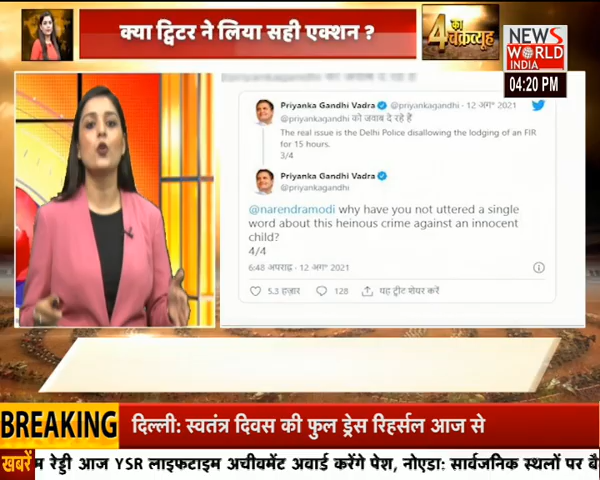 क्या ट्विटर ने लिया सही एक्शन ?
4 का
चक्रव्यूह
NEWS
WORLD
INDIA
04:20 PM
Priyanka Gandhi Vadra @priyankagandhi · 12 अग॰ 2021
@priyankagandhi को जवाब दे रहे हैं
The real issue is the Delhi Police disallowing the lodging of an FIR
for 15 hours.
3/4
Priyanka Gandhi Vadra
@priyankagandhi
@narendramodi why have you not uttered a single
word about this heinous crime against an innocent
child?
4/4
6:48 अपराह्न · 12 अग॰ 2021
5.3 हज़ार 128 यह ट्वीट शेयर करें
BREAKING दिल्ली: स्वतंत्र दिवस की फुल ड्रेस रिहर्सल आज से
खबरें म रेड्डी आज YSR लाइफटाइम अचीवमेंट अवार्ड करेंगे पेश, नोएडा: सार्वजनिक स्थलों पर बै